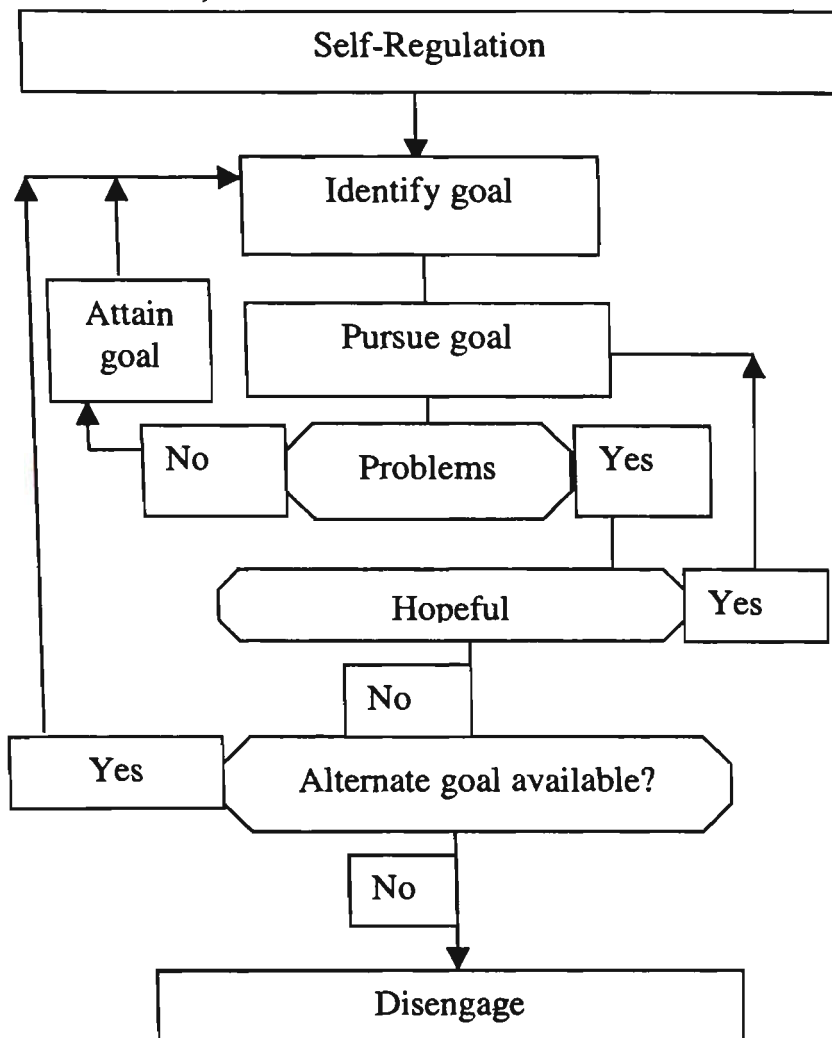 Self-Regulation
Identify goal
Attain
goal
Pursue goal
No
Problems
Yes
Hopeful
Yes
No
Yes
Alternate goal available?
No
Disengage